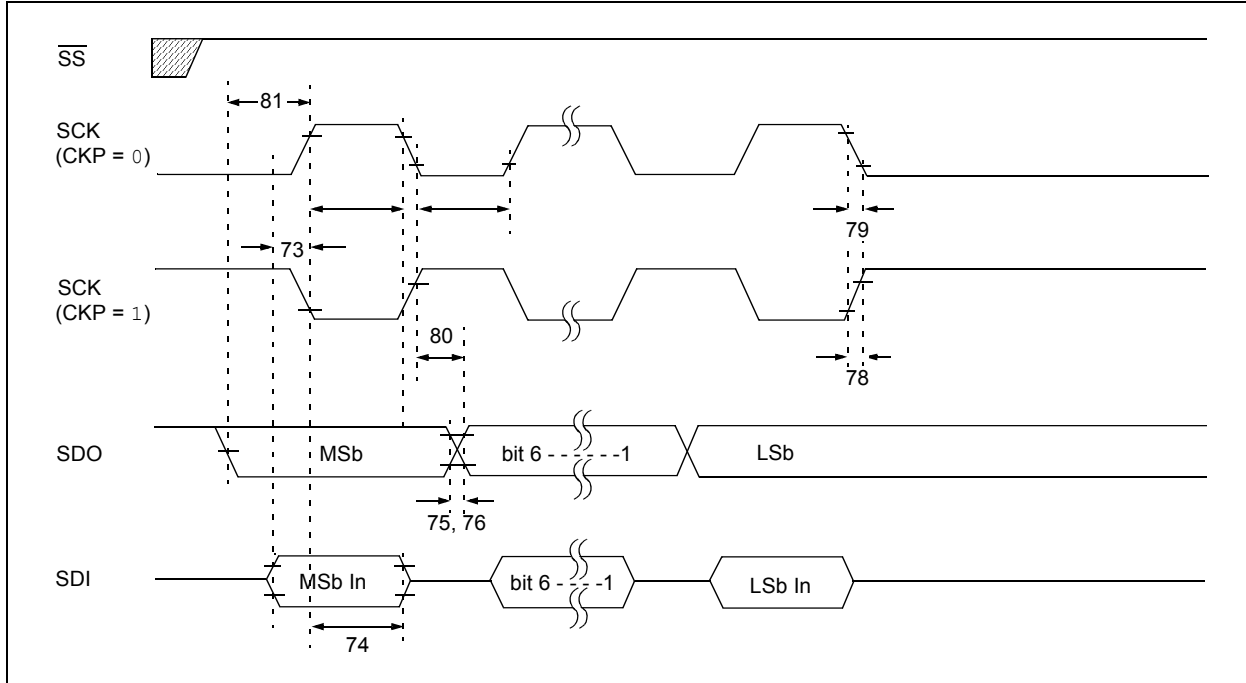 SS
81
SCK
(CKP = 0)
79
73
SCK
(CKP = 1)
80
78
SDO
MSb
bit 6 - - - - - -1
LSb
75, 76
SDI
MSb In
bit 6 - - - - -1
LSb In
74